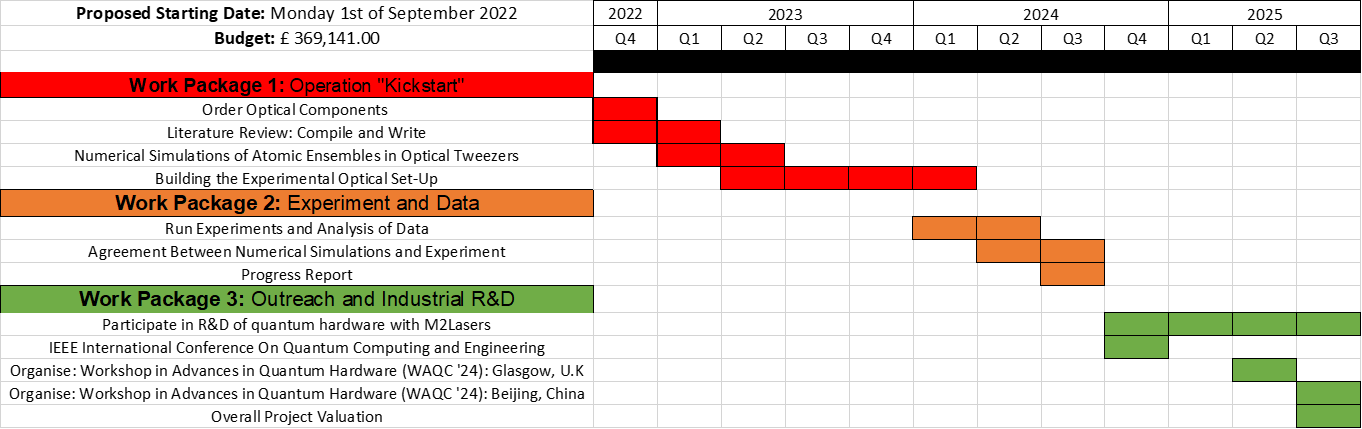 Proposed Starting Date: Monday 1st of September 2022 2022 2023 2024 2025
Budget: £ 369,141.00 Q4 Q1 Q2 Q3 Q4 Q1 Q2 Q3 Q4 Q1 Q2 Q3
Work Package 1: Operation "Kickstart"
Order Optical Components
Literature Review: Compile and Write
Numerical Simulations of Atomic Ensembles in Optical Tweezers
Building the Experimental Optical Set-Up
Work Package 2: Experiment and Data
Run Experiments and Analysis of Data
Agreement Between Numerical Simulations and Experiment
Progress Report
Work Package 3: Outreach and Industrial R&D
Participate in R&D of quantum hardware with M2Lasers
IEEE International Conference On Quantum Computing and Engineering
Organise: Workshop in Advances in Quantum Hardware (WAQC '24): Glasgow, U.K
Organise: Workshop in Advances in Quantum Hardware (WAQC '24): Beijing, China
Overall Project Valuation